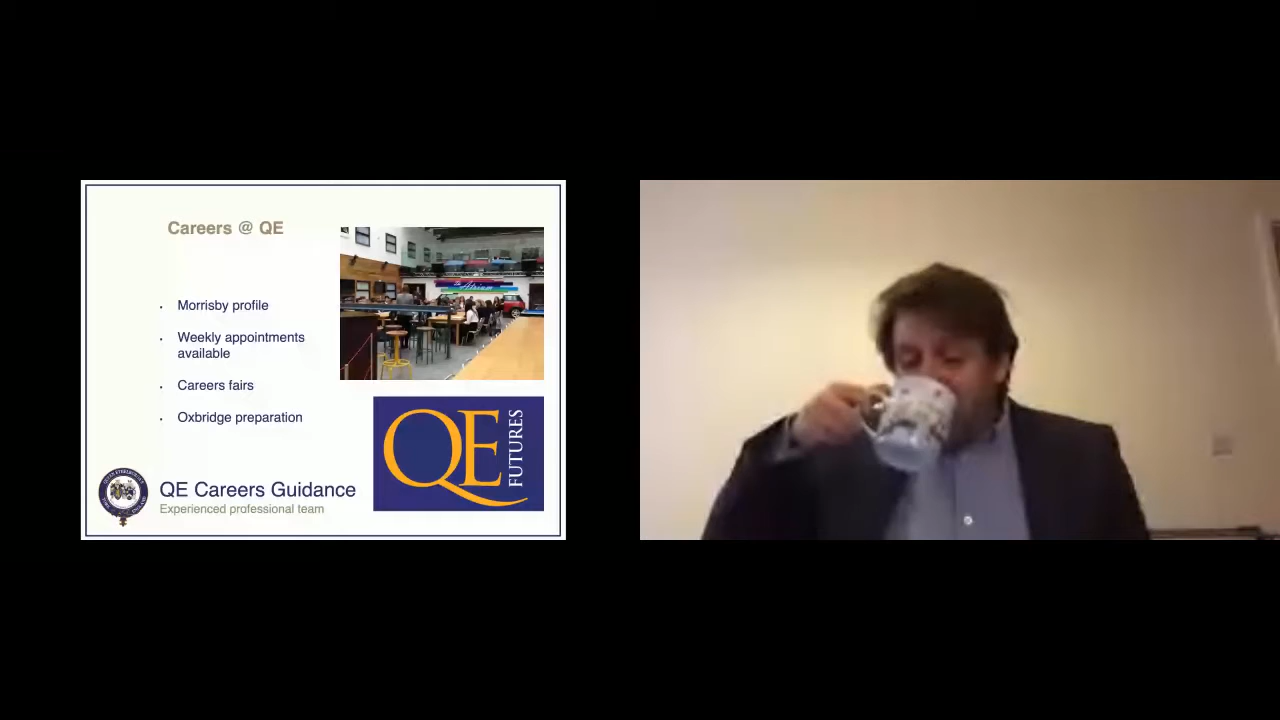 Careers @ QE
Morrisby profile
Weekly appointments
available
Careers fairs
Oxbridge preparation
QE Careers Guidance
Experienced professional team
Atrium
QE
FUTURES